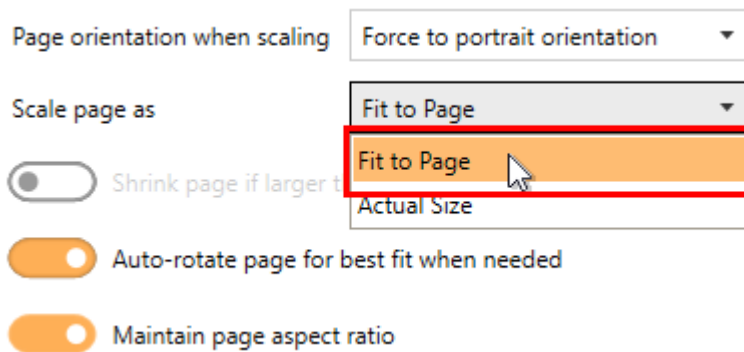 Page orientation when scaling Force to portrait orientation
Scale page as Fit to Page
Fit to Page
Shrink page if larger
Actual Size
Auto-rotate page for best fit when needed
Maintain page aspect ratio